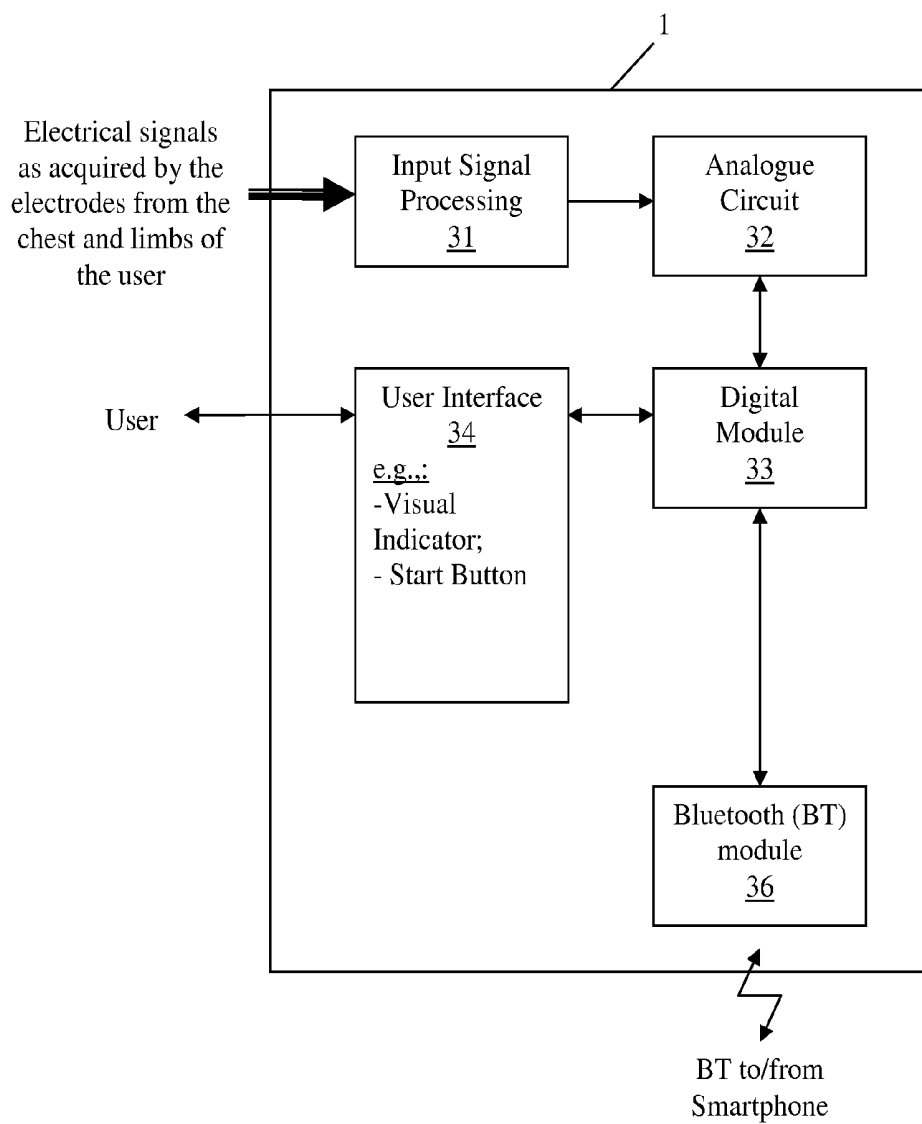 1
Electrical signals
as acquired by the
electrodes from the
chest and limbs of
the user
Input Signal
Processing
31
Analogue
Circuit
32
User
User Interface
34
e.g.,:
-Visual
Indicator;
- Start Button
Digital
Module
33
Bluetooth (BT)
module
36
BT to/from
Smartphone